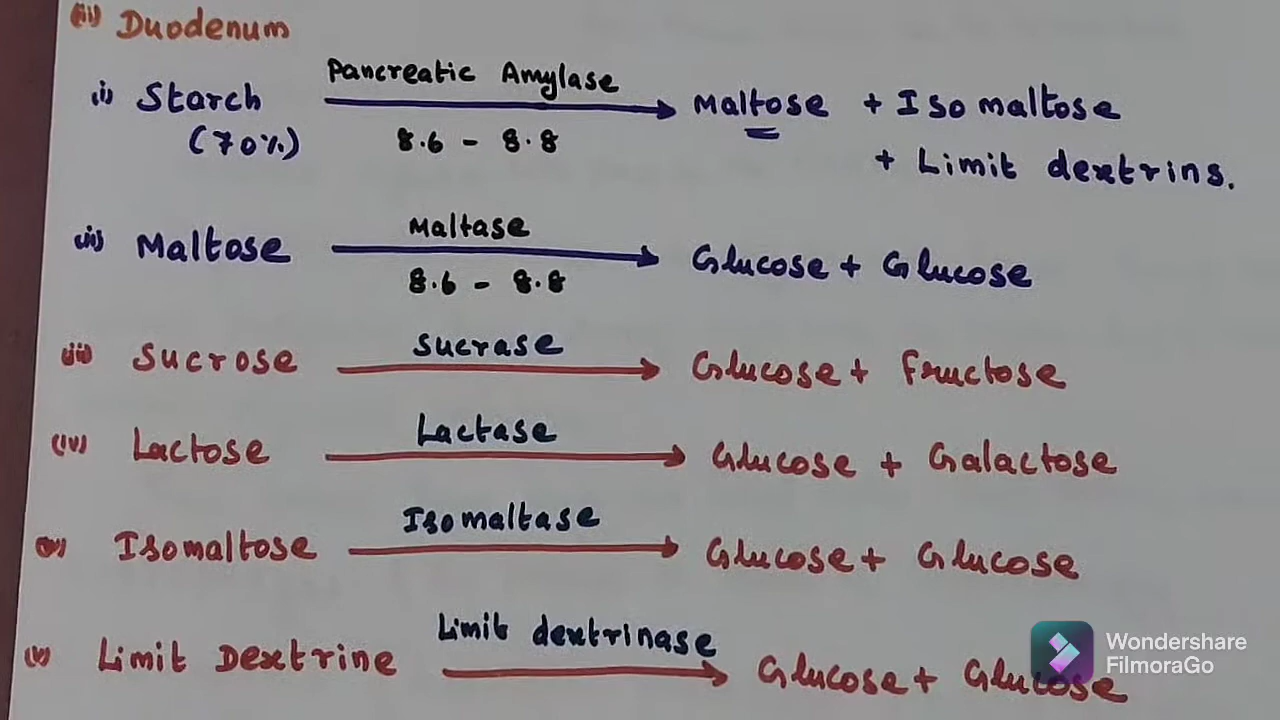 (iii) Duodenum
Pancreatic Amylase
(i) Starch → Maltose + Isomaltose
(70%) 8.6 - 8.8 + Limit dextrins.
Maltase
(ii) Maltose → Glucose + Glucose
8.6 - 8.8
Sucrase
(iii) Sucrose → Glucose + Fructose
Lactase
(iv) Lactose → Glucose + Galactose
Isomaltase
(v) Isomaltose → Glucose + Glucose
Limit dextrinase
(v) Limit Dextrine → Glucose + Glucose
Wondershare
FilmoraGo